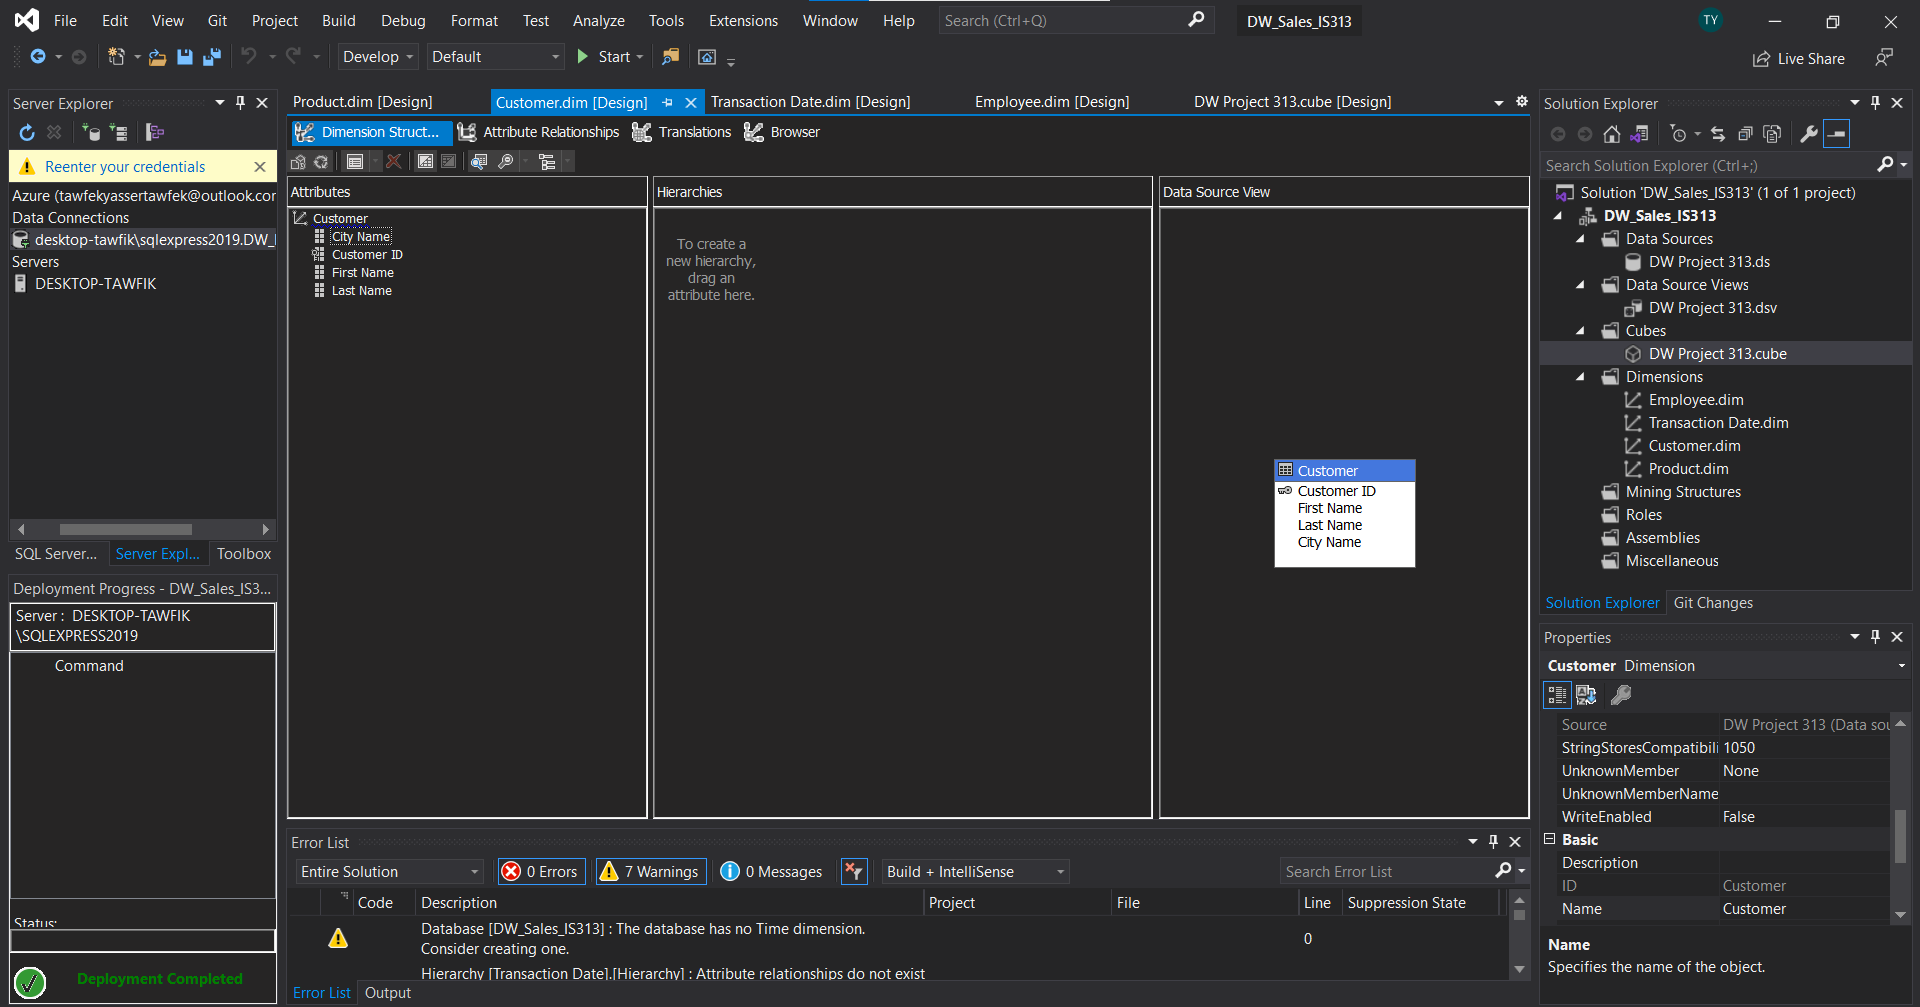 File Edit View Git Project Build Debug Format Test Analyze Tools Extensions Window Help Search (Ctrl+Q) DW_Sales_IS313 TY
Develop Default Start Live Share
Server Explorer
Reenter your credentials
Azure (tawfekyassertawfek@outlook.cor
Data Connections
desktop-tawfik\sqlexpress2019.DW_
Servers
DESKTOP-TAWFIK
SQL Server... Server Expl... Toolbox
Deployment Progress - DW_Sales_IS3...
Server : DESKTOP-TAWFIK
\SQLEXPRESS2019
Command
Status:
Deployment Completed
Product.dim [Design] Customer.dim [Design] Transaction Date.dim [Design] Employee.dim [Design] DW Project 313.cube [Design]
Dimension Struct... Attribute Relationships Translations Browser
Attributes
Customer
City Name
Customer ID
First Name
Last Name
Hierarchies
To create a
new hierarchy,
drag an
attribute here.
Data Source View
Customer
Customer ID
First Name
Last Name
City Name
Error List
Entire Solution 0 Errors 7 Warnings 0 Messages Build + IntelliSense Search Error List
Code Description Project File Line Suppression State
Database [DW_Sales_IS313] : The database has no Time dimension.
Consider creating one.
0
Hierarchy [Transaction Date].[Hierarchy] : Attribute relationships do not exist
Error List Output
Solution Explorer
Search Solution Explorer (Ctrl+;)
Solution 'DW_Sales_IS313' (1 of 1 project)
DW_Sales_IS313
Data Sources
DW Project 313.ds
Data Source Views
DW Project 313.dsv
Cubes
DW Project 313.cube
Dimensions
Employee.dim
Transaction Date.dim
Customer.dim
Product.dim
Mining Structures
Roles
Assemblies
Miscellaneous
Solution Explorer Git Changes
Properties
Customer Dimension
Source DW Project 313 (Data sou
StringStoresCompatibili 1050
UnknownMember None
UnknownMemberName
WriteEnabled False
Basic
Description
ID Customer
Name Customer
Name
Specifies the name of the object.